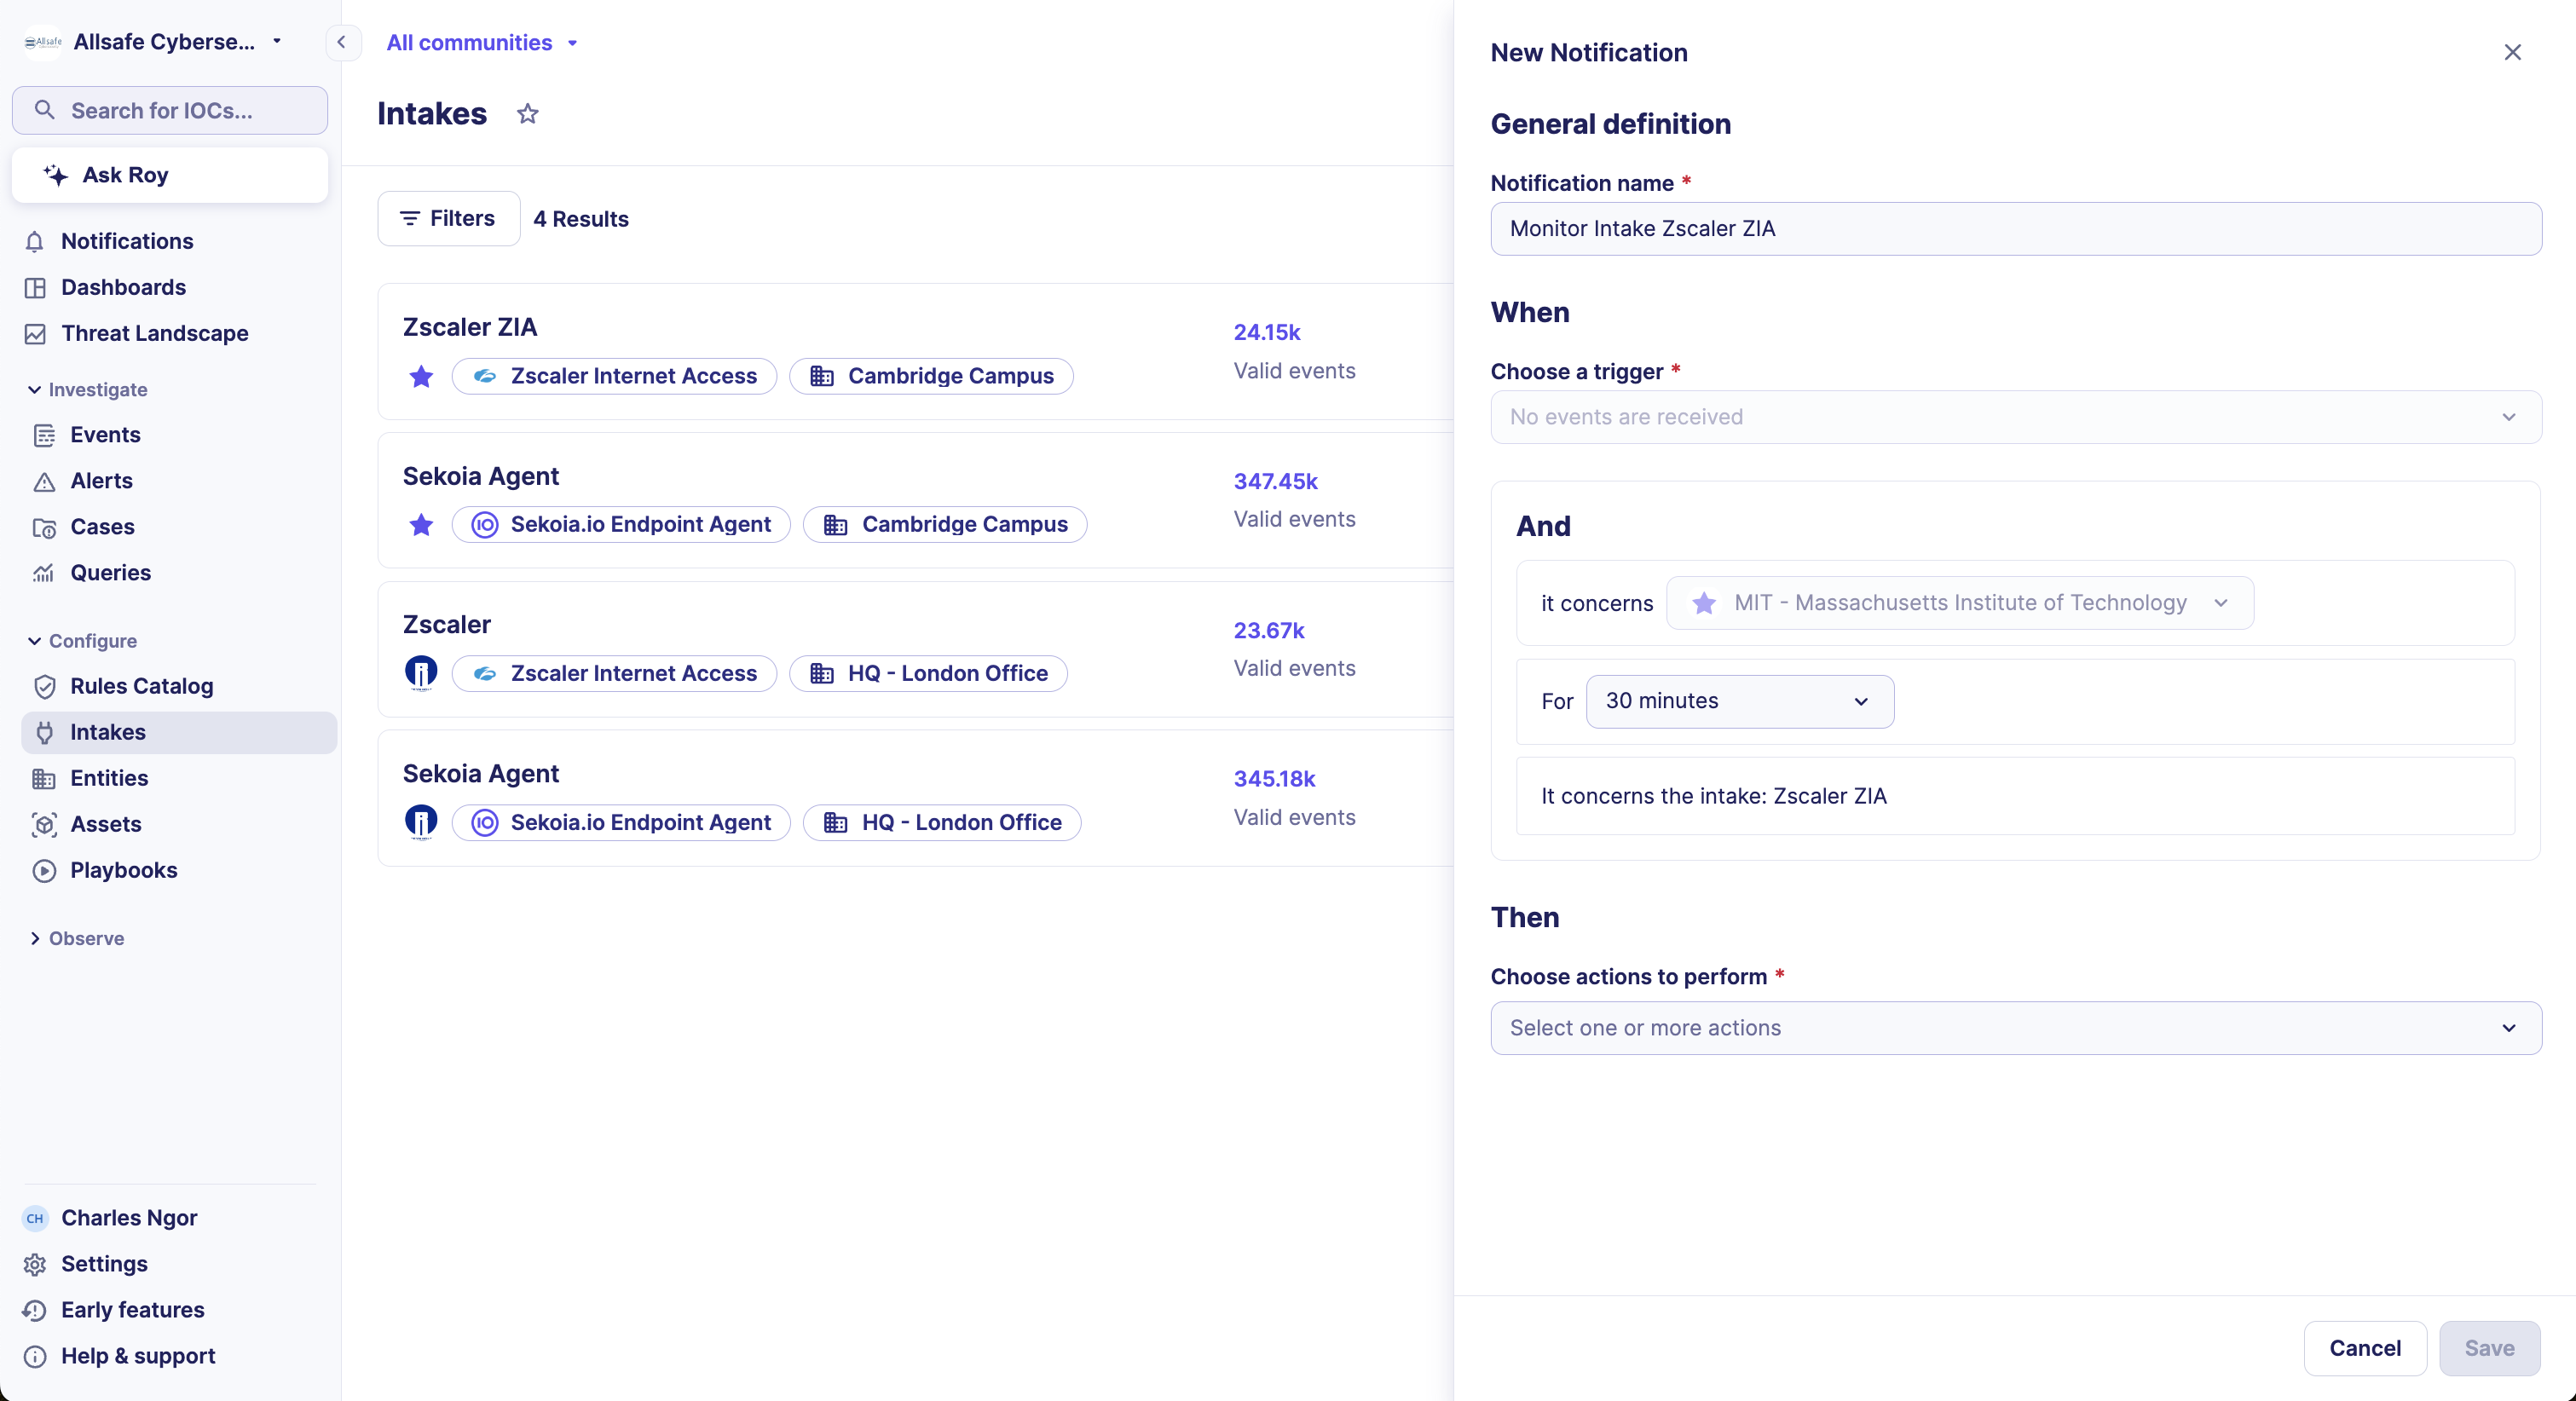 Allsafe
Allsafe Cyberse...
Search for IOCs...
Ask Roy
Notifications
Dashboards
Threat Landscape
Investigate
Events
Alerts
Cases
Queries
Configure
Rules Catalog
Intakes
Entities
Assets
Playbooks
Observe
CH Charles Ngor
Settings
Early features
Help & support
All communities
Intakes
Filters 4 Results
Zscaler ZIA
Zscaler Internet Access Cambridge Campus
24.15k
Valid events
Sekoia Agent
Sekoia.io Endpoint Agent Cambridge Campus
347.45k
Valid events
Zscaler
Zscaler Internet Access HQ - London Office
23.67k
Valid events
Sekoia Agent
Sekoia.io Endpoint Agent HQ - London Office
345.18k
Valid events
New Notification
General definition
Notification name *
Monitor Intake Zscaler ZIA
When
Choose a trigger *
No events are received
And
it concerns MIT - Massachusetts Institute of Technology
For 30 minutes
It concerns the intake: Zscaler ZIA
Then
Choose actions to perform *
Select one or more actions
Cancel Save